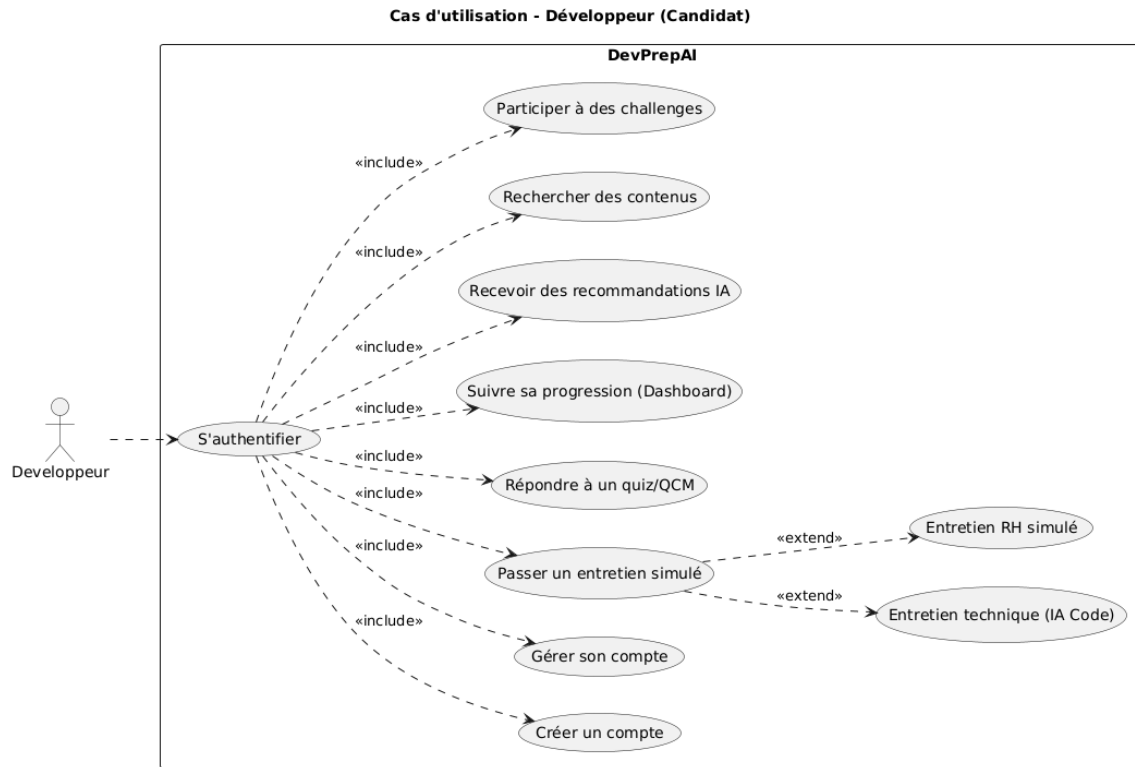 Cas d'utilisation - Développeur (Candidat)
DevPrepAI
Participer à des challenges
«include»
Rechercher des contenus
«include»
Recevoir des recommandations IA
«include»
Suivre sa progression (Dashboard)
«include»
S'authentifier
Developpeur
«include»
Répondre à un quiz/QCM
«include»
Passer un entretien simulé
«extend»
Entretien RH simulé
«extend»
Entretien technique (IA Code)
«include»
Gérer son compte
«include»
Créer un compte